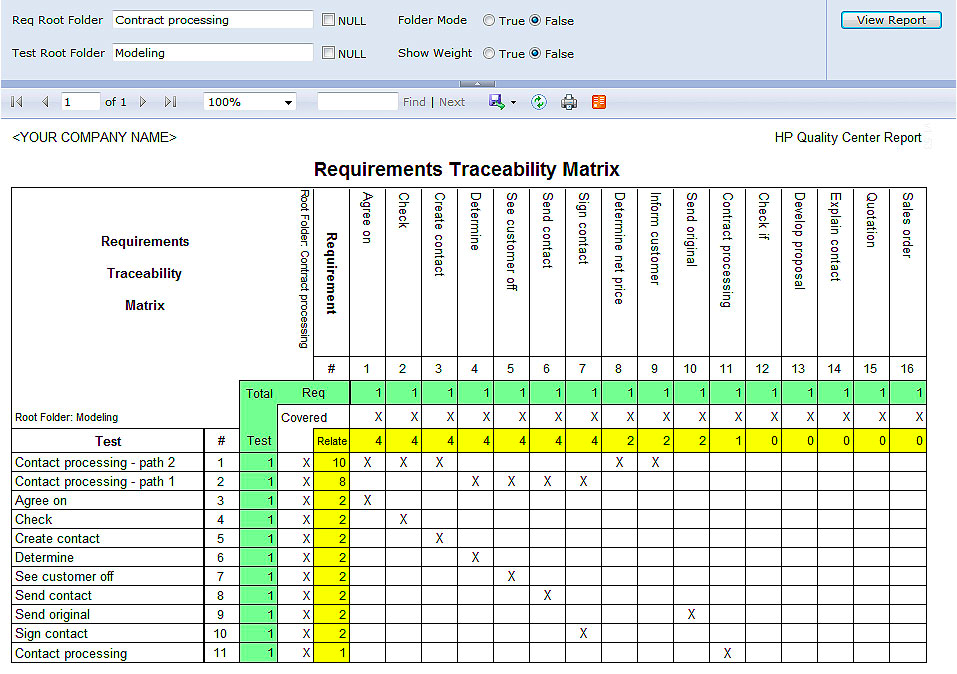 Req Root Folder Contract processing NULL Folder Mode True False View Report
Test Root Folder Modeling NULL Show Weight True False
1 of 1 100% Find | Next
<YOUR COMPANY NAME> HP Quality Center Report
Requirements Traceability Matrix
Requirements
Traceability
Matrix
Root Folder: Contract processing
Requirement
Agree on
Check
Create contact
Determine
See customer off
Send contact
Sign contact
Determine net price
Inform customer
Send original
Contract processing
Check if
Develop proposal
Explain contact
Quotation
Sales order
# 1 2 3 4 5 6 7 8 9 10 11 12 13 14 15 16
Total Req 1 1 1 1 1 1 1 1 1 1 1 1 1 1 1 1
Root Folder: Modeling Covered X X X X X X X X X X X X X X X X
Test # Test Relate 4 4 4 4 4 4 4 2 2 2 1 0 0 0 0 0
Contact processing - path 2 1 1 X 10 X X X X X
Contact processing - path 1 2 1 X 8 X X X X
Agree on 3 1 X 2 X
Check 4 1 X 2 X
Create contact 5 1 X 2 X
Determine 6 1 X 2 X
See customer off 7 1 X 2 X
Send contact 8 1 X 2 X
Send original 9 1 X 2 X
Sign contact 10 1 X 2 X
Contact processing 11 1 X 1 X